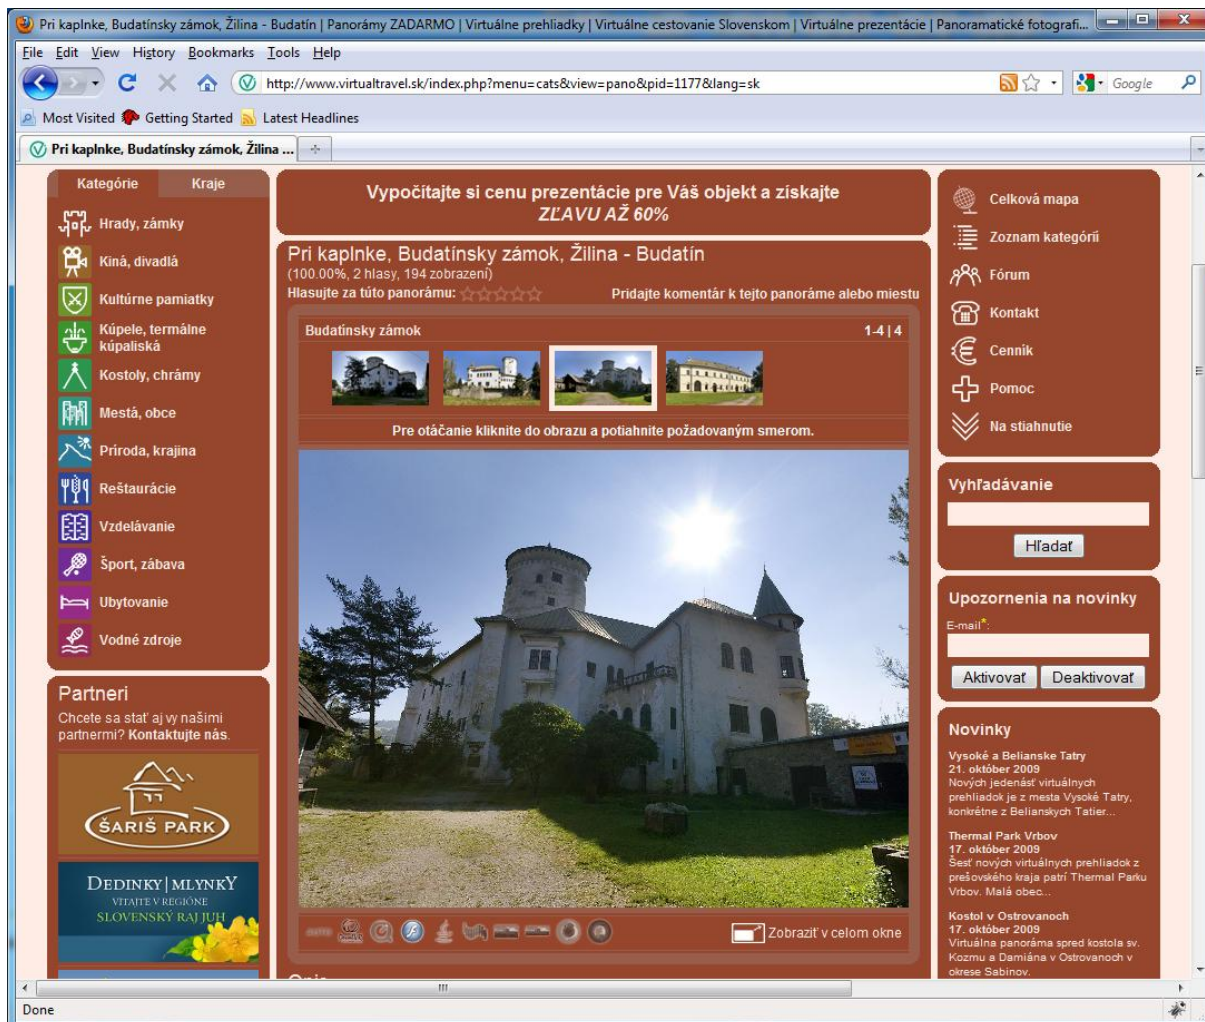 Pri kaplnke, Budatínsky zámok, Žilina - Budatín | Panorámy ZADARMO | Virtuálne prehliadky | Virtuálne cestovanie Slovenskom | Virtuálne prezentácie | Panoramatické fotografi...
File Edit View History Bookmarks Tools Help
http://www.virtualtravel.sk/index.php?menu=cats&view=pano&pid=1177&lang=sk
Google
Most Visited Getting Started Latest Headlines
Pri kaplnke, Budatínsky zámok, Žilina ...
Kategórie Kraje
Hrady, zámky
Kiná, divadlá
Kultúrne pamiatky
Kúpele, termálne
kúpaliská
Kostoly, chrámy
Mestá, obce
Príroda, krajina
Reštaurácie
Vzdelávanie
Šport, zábava
Ubytovanie
Vodné zdroje
Partneri
Chcete sa stať aj vy našimi
partnermi? Kontaktujte nás.
ŠARIŠ PARK
DEDINKY | MLYNKY
VITAJTE V REGIÓNE
SLOVENSKÝ RAJ JUH
Vypočítajte si cenu prezentácie pre Váš objekt a získajte
ZĽAVU AŽ 60%
Pri kaplnke, Budatínsky zámok, Žilina - Budatín
(100.00%, 2 hlasy, 194 zobrazení)
Hlasujte za túto panorámu:
Pridajte komentár k tejto panoráme alebo miestu
Budatínsky zámok 1-4 | 4
Pre otáčanie kliknite do obrazu a potiahnite požadovaným smerom.
Zobraziť v celom okne
Opis
Celková mapa
Zoznam kategórií
Fórum
Kontakt
Cenník
Pomoc
Na stiahnutie
Vyhľadávanie
Hľadať
Upozornenia na novinky
E-mail*:
Aktivovať Deaktivovať
Novinky
Vysoké a Belianske Tatry
21. október 2009
Nových jedenásť virtuálnych
prehliadok je z mesta Vysoké Tatry,
konkrétne z Belianskych Tatier...
Thermal Park Vrbov
17. október 2009
Šesť nových virtuálnych prehliadok z
prešovského kraja patrí Thermal Parku
Vrbov. Malá obec...
Kostol v Ostrovanoch
17. október 2009
Virtuálna panoráma spred kostola sv.
Kozmu a Damiána v Ostrovanoch v
okrese Sabinov.
Done